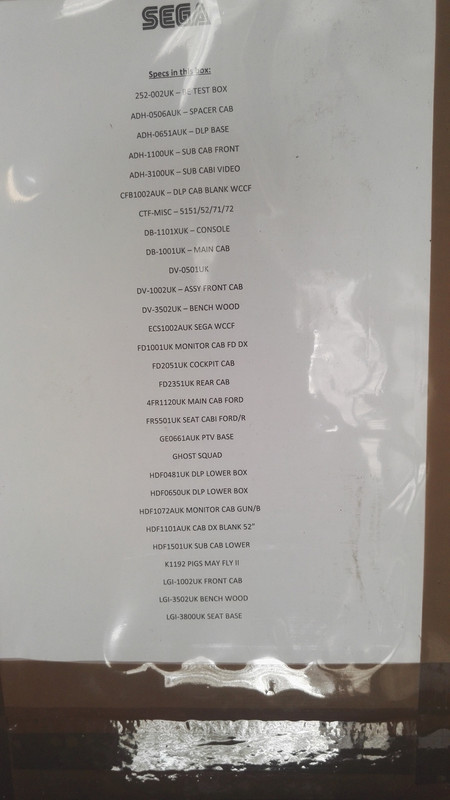 SEGA
Specs in this box:
252-002UK – BE TEST BOX
ADH-0506AUK – SPACER CAB
ADH-0651AUK – DLP BASE
ADH-1100UK – SUB CAB FRONT
ADH-3100UK – SUB CABI VIDEO
CFB1002AUK – DLP CAB BLANK WCCF
CTF-MISC – 5151/52/71/72
DB-1101XUK – CONSOLE
DB-1001UK – MAIN CAB
DV-0501UK
DV-1002UK – ASSY FRONT CAB
DV-3502UK – BENCH WOOD
ECS1002AUK SEGA WCCF
FD1001UK MONITOR CAB FD DX
FD2051UK COCKPIT CAB
FD2351UK REAR CAB
4FR1120UK MAIN CAB FORD
FR5501UK SEAT CABI FORD/R
GE0661AUK PTV BASE
GHOST SQUAD
HDF0481UK DLP LOWER BOX
HDF0650UK DLP LOWER BOX
HDF1072AUK MONITOR CAB GUN/B
HDF1101AUK CAB DX BLANK 52"
HDF1501UK SUB CAB LOWER
K1192 PIGS MAY FLY II
LGI-1002UK FRONT CAB
LGI-3502UK BENCH WOOD
LGI-3800UK SEAT BASE